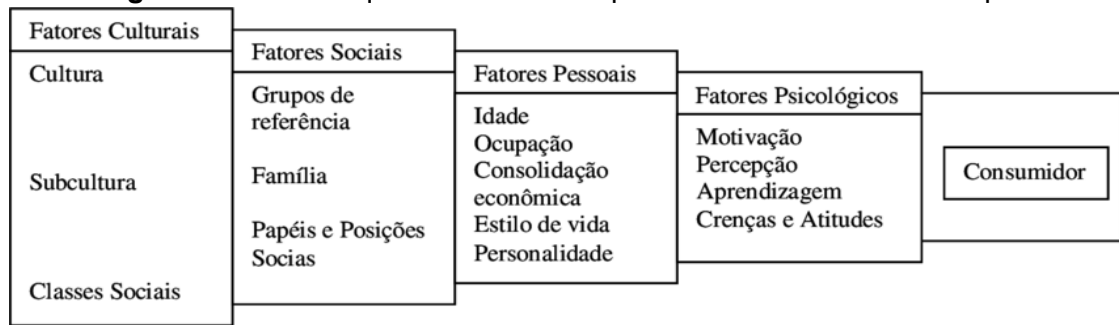 Fatores Culturais
Cultura
Subcultura
Classes Sociais
Fatores Sociais
Grupos de
referência
Família
Papéis e Posições
Socias
Fatores Pessoais
Idade
Ocupação
Consolidação
econômica
Estilo de vida
Personalidade
Fatores Psicológicos
Motivação
Percepção
Aprendizagem
Crenças e Atitudes
Consumidor